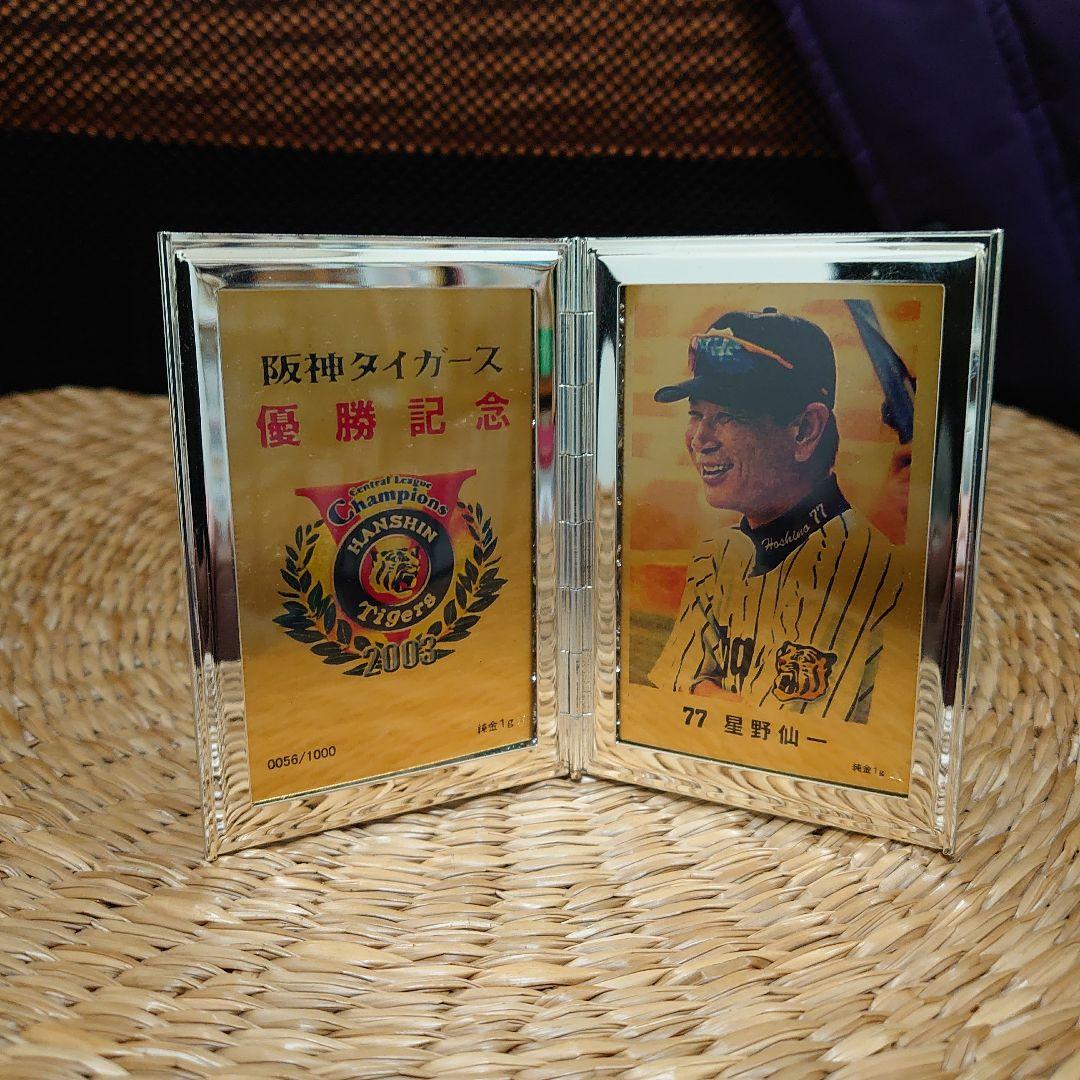 阪神タイガース
優勝記念
Central League
Champions
HANSHIN
Tigers
2003
純金1g
0056/1000
Hoshino 77
77 星野仙一
純金1g